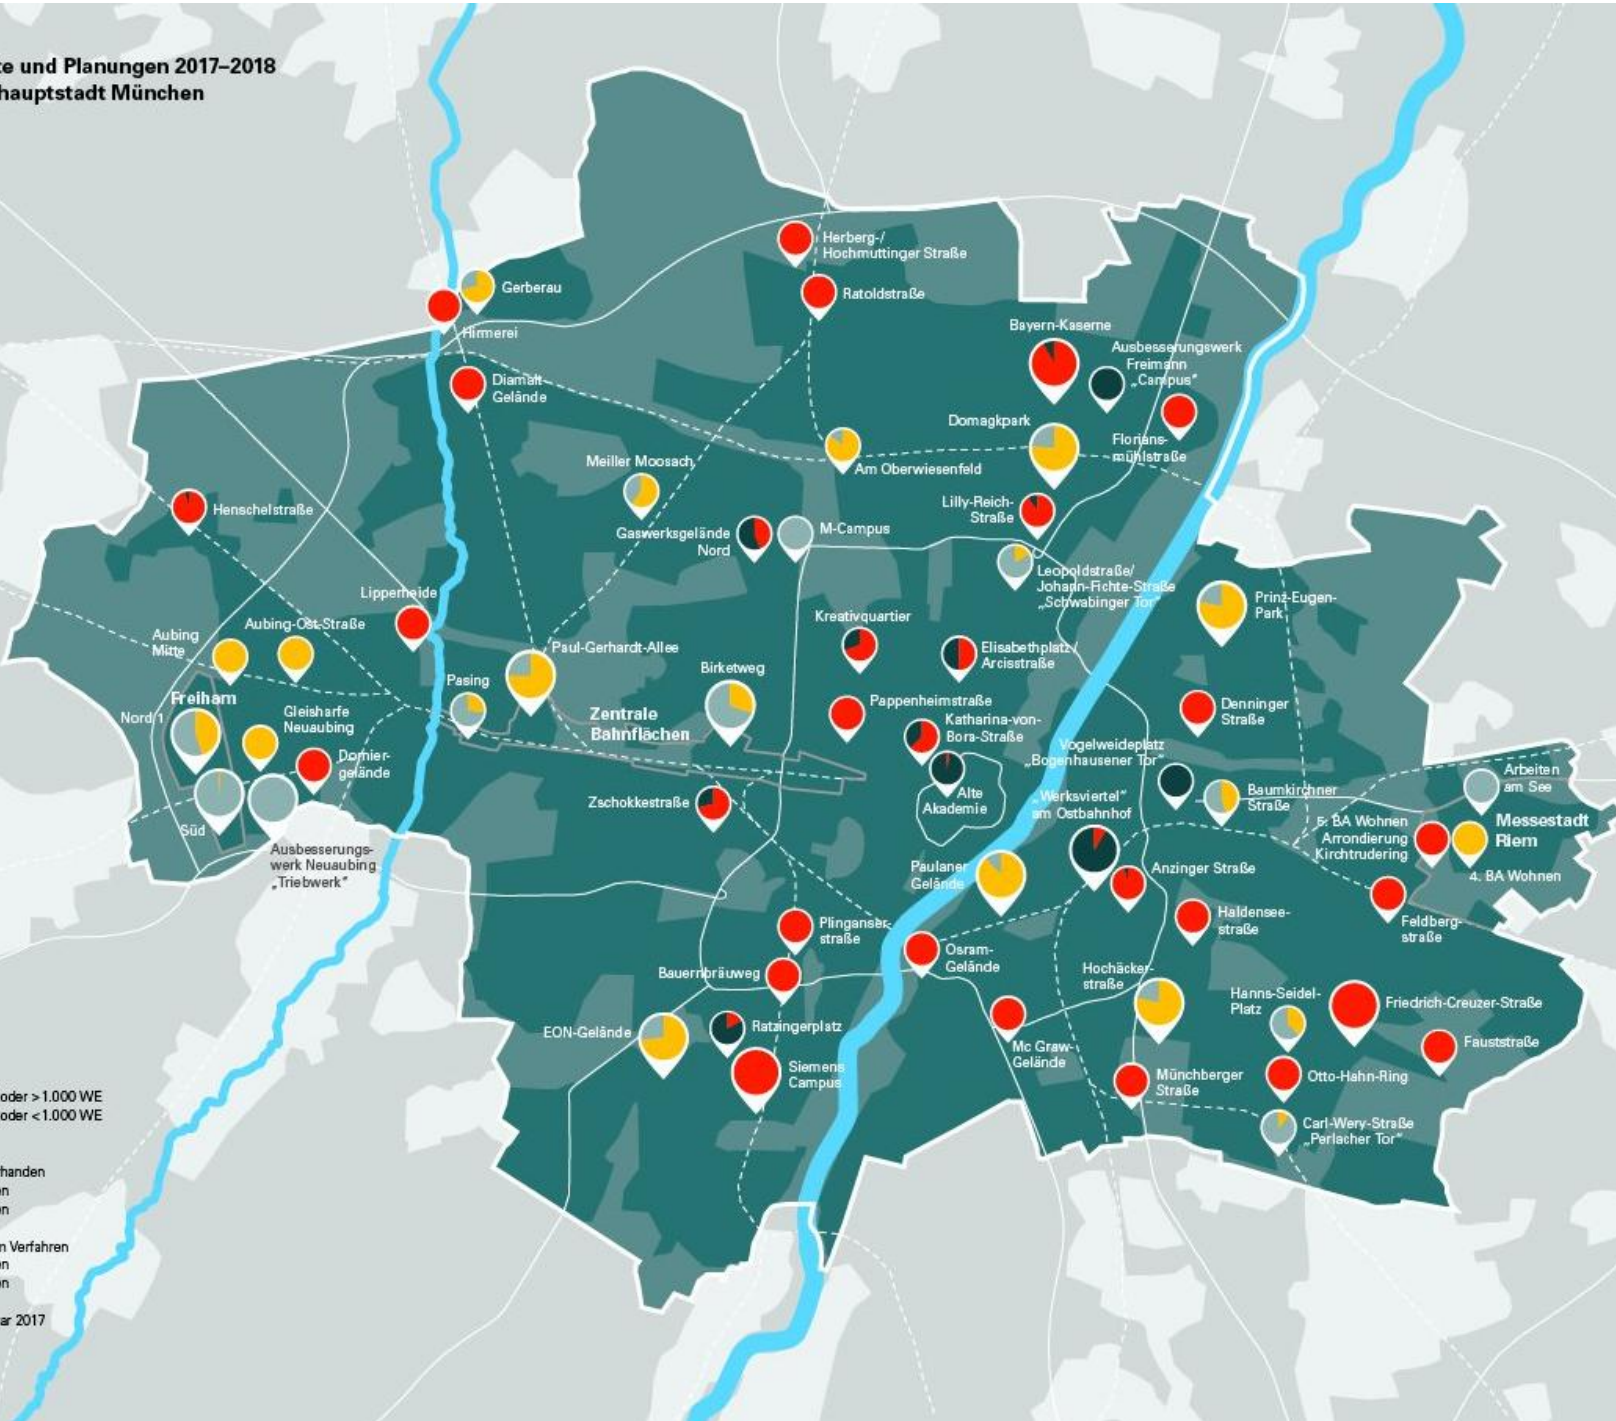 te und Planungen 2017–2018
hauptstadt München
Herberg-/
Hochmuttinger Straße
Gerberau
Ratoldstraße
Hirmerei
Bayern-Kaserne
Ausbesserungswerk
Freimann
„Campus“
Diamalt
Gelände
Domagkpark
Florians-
mühlstraße
Meiller Moosach
Am Oberwiesenfeld
Henschelstraße
Lilly-Reich-
Straße
Gaswerksgelände
Nord
M-Campus
Leopoldstraße/
Johann-Fichte-Straße
„Schwabinger Tor“
Lipperheide
Prinz-Eugen-
Park
Aubing-Ost-Straße
Aubing
Mitte
Kreativquartier
Elisabethplatz/
Arcisstraße
Paul-Gerhardt-Allee
Birketweg
Pasing
Freiham
Nord 1
Gleisharfe
Neuaubing
Zentrale
Bahnflächen
Pappenheimstraße
Katharina-von-
Bora-Straße
Denninger
Straße
Dornier-
gelände
Vogelweideplatz
„Bogenhausener Tor“
Arbeiten
am See
Zschokkestraße
Alte
Akademie
„Werksviertel“
am Ostbahnhof
Baumkirchner
Straße
Süd
5. BA Wohnen
Arrondierung
Kirchtrudering
Messestadt
Riem
4. BA Wohnen
Ausbesserungs-
werk Neuaubing
„Triebwerk“
Paulaner
Gelände
Anzinger Straße
Feldberg-
straße
Haldensee-
straße
Plinganser-
straße
Osram-
Gelände
Bauernbräuweg
Hochäcker-
straße
Hanns-Seidel-
Platz
Friedrich-Creuzer-Straße
EON-Gelände
Ratzingerplatz
Mc Graw-
Gelände
Fauststraße
Siemens
Campus
Münchberger
Straße
Otto-Hahn-Ring
Carl-Wery-Straße
„Perlacher Tor“
oder > 1.000 WE
oder < 1.000 WE
rhanden
en
en
m Verfahren
en
en
ar 2017